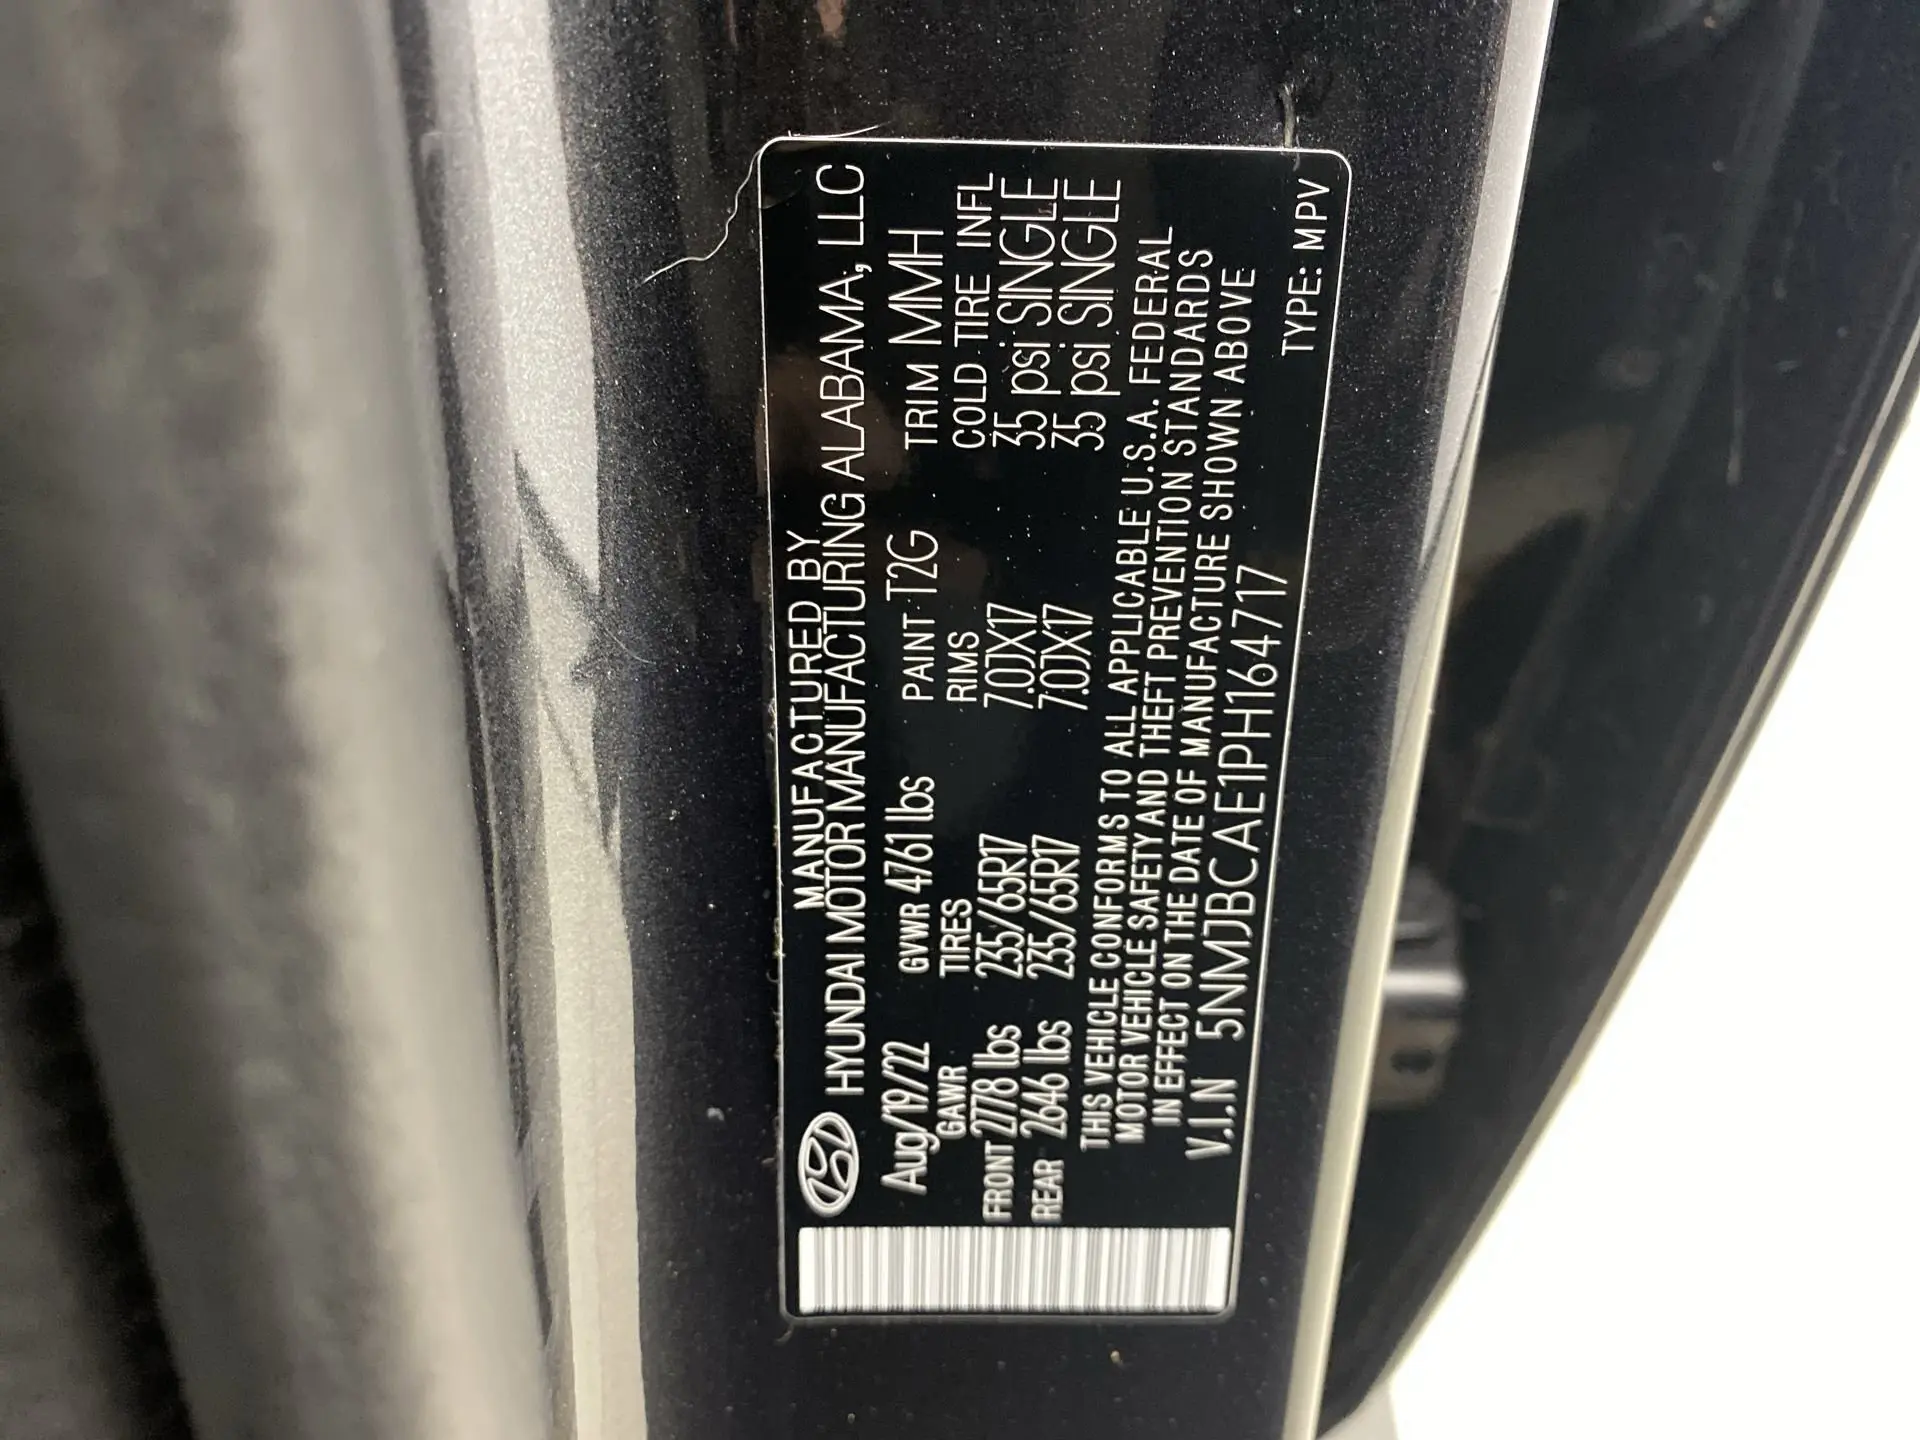 MANUFACTURED BY
HYUNDAI MOTOR MANUFACTURING ALABAMA, LLC
Aug/19/22 GVWR 4761 lbs PAINT T2G TRIM MMH
GAWR TIRES RIMS COLD TIRE INFL
FRONT 2778 lbs 235/65R17 7.0JX17 35 psi SINGLE
REAR 2646 lbs 235/65R17 7.0JX17 35 psi SINGLE
THIS VEHICLE CONFORMS TO ALL APPLICABLE U.S.A. FEDERAL
MOTOR VEHICLE SAFETY AND THEFT PREVENTION STANDARDS
IN EFFECT ON THE DATE OF MANUFACTURE SHOWN ABOVE
V.I.N 5NMJBCAE1PH164717 TYPE: MPV